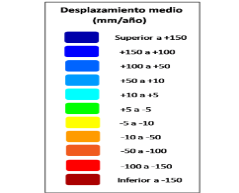 Desplazamiento medio
(mm/año)
Superior a +150
+150 a +100
+100 a +50
+50 a +10
+10 a +5
+5 a -5
-5 a -10
-10 a -50
-50 a -100
-100 a -150
Inferior a -150